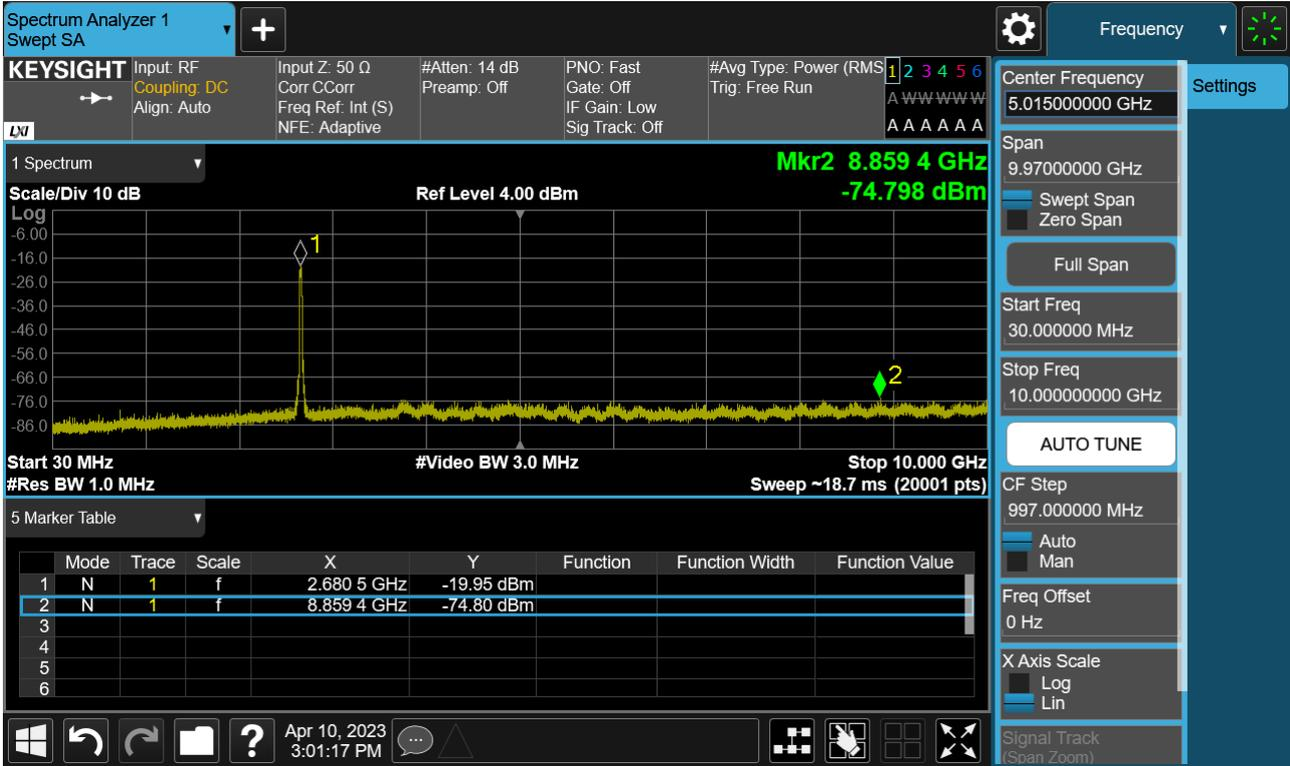 Spectrum Analyzer 1
Swept SA
+
Frequency
KEYSIGHT
LXI
Input: RF
Coupling: DC
Align: Auto
Input Z: 50 Ω
Corr CCorr
Freq Ref: Int (S)
NFE: Adaptive
#Atten: 14 dB
Preamp: Off
PNO: Fast
Gate: Off
IF Gain: Low
Sig Track: Off
#Avg Type: Power (RMS
Trig: Free Run
1 2 3 4 5 6
A W W W W W
A A A A A A
1 Spectrum
Mkr2 8.859 4 GHz
Scale/Div 10 dB
Ref Level 4.00 dBm
-74.798 dBm
Log
-6.00
-16.0
-26.0
-36.0
-46.0
-56.0
-66.0
-76.0
-86.0
1
2
Start 30 MHz
#Video BW 3.0 MHz
Stop 10.000 GHz
#Res BW 1.0 MHz
Sweep ~18.7 ms (20001 pts)
5 Marker Table
Mode Trace Scale X Y Function Function Width Function Value
1 N 1 f 2.680 5 GHz -19.95 dBm
2 N 1 f 8.859 4 GHz -74.80 dBm
3
4
5
6
?
Apr 10, 2023
3:01:17 PM
Center Frequency
5.015000000 GHz
Span
9.97000000 GHz
Swept Span
Zero Span
Full Span
Start Freq
30.000000 MHz
Stop Freq
10.000000000 GHz
AUTO TUNE
CF Step
997.000000 MHz
Auto
Man
Freq Offset
0 Hz
X Axis Scale
Log
Lin
Signal Track
(Span Zoom)
Settings